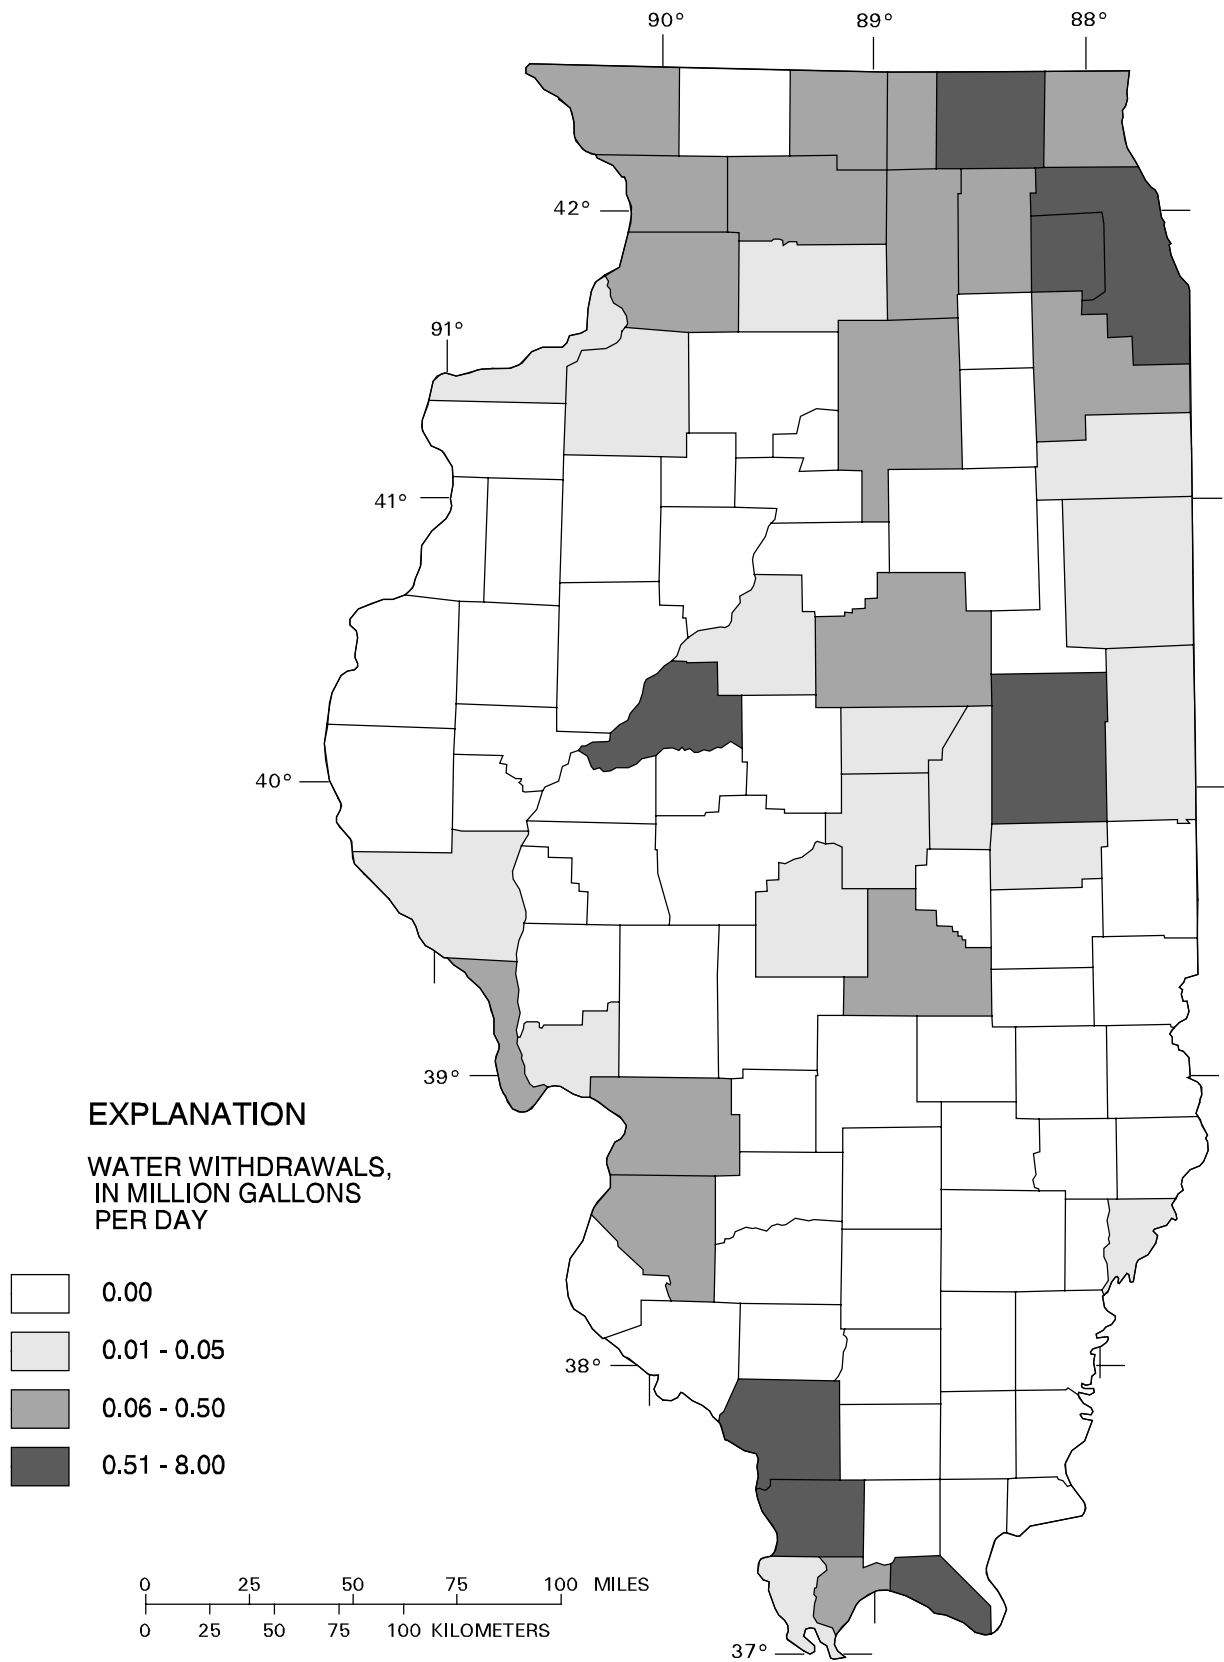 90° 89° 88°
42°
91°
41°
40°
39°
EXPLANATION
WATER WITHDRAWALS,
IN MILLION GALLONS
PER DAY
0.00
0.01 - 0.05
38°
0.06 - 0.50
0.51 - 8.00
0 25 50 75 100 MILES
0 25 50 75 100 KILOMETERS
37°